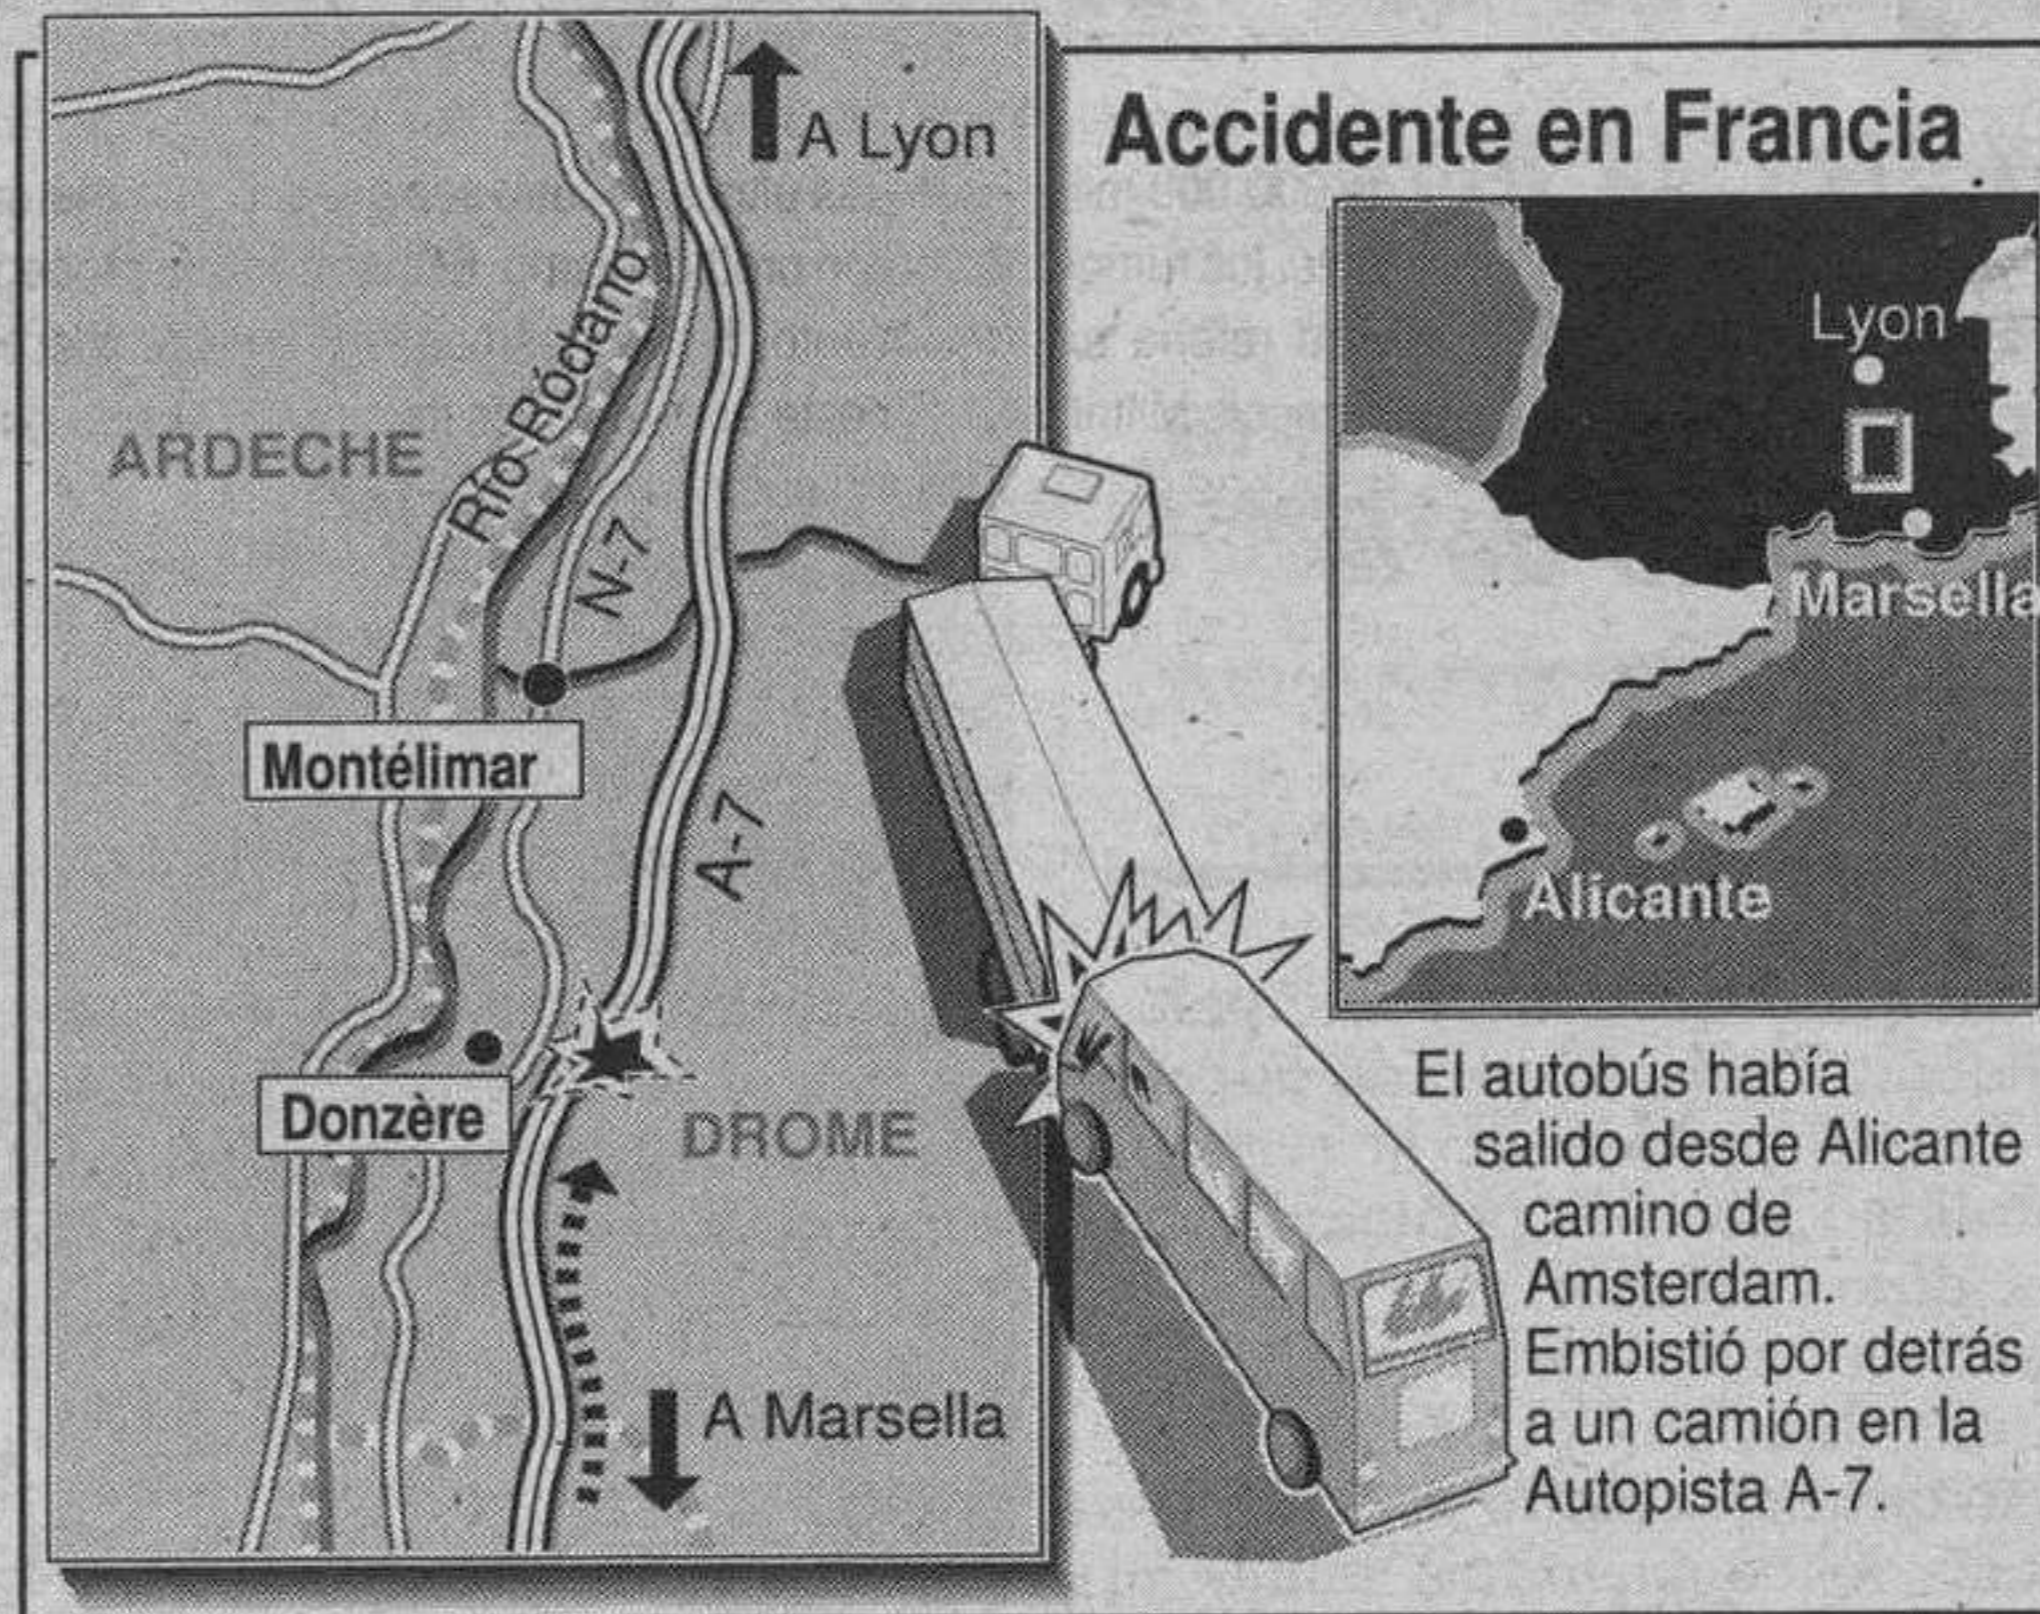 Accidente en Francia
A Lyon
Río Ródano
ARDECHE
N-7
Montélimar
A-7
Donzère
DROME
A Marsella
Lyon
Marsella
Alicante
El autobús había
salido desde Alicante
camino de
Amsterdam.
Embistió por detrás
a un camión en la
Autopista A-7.